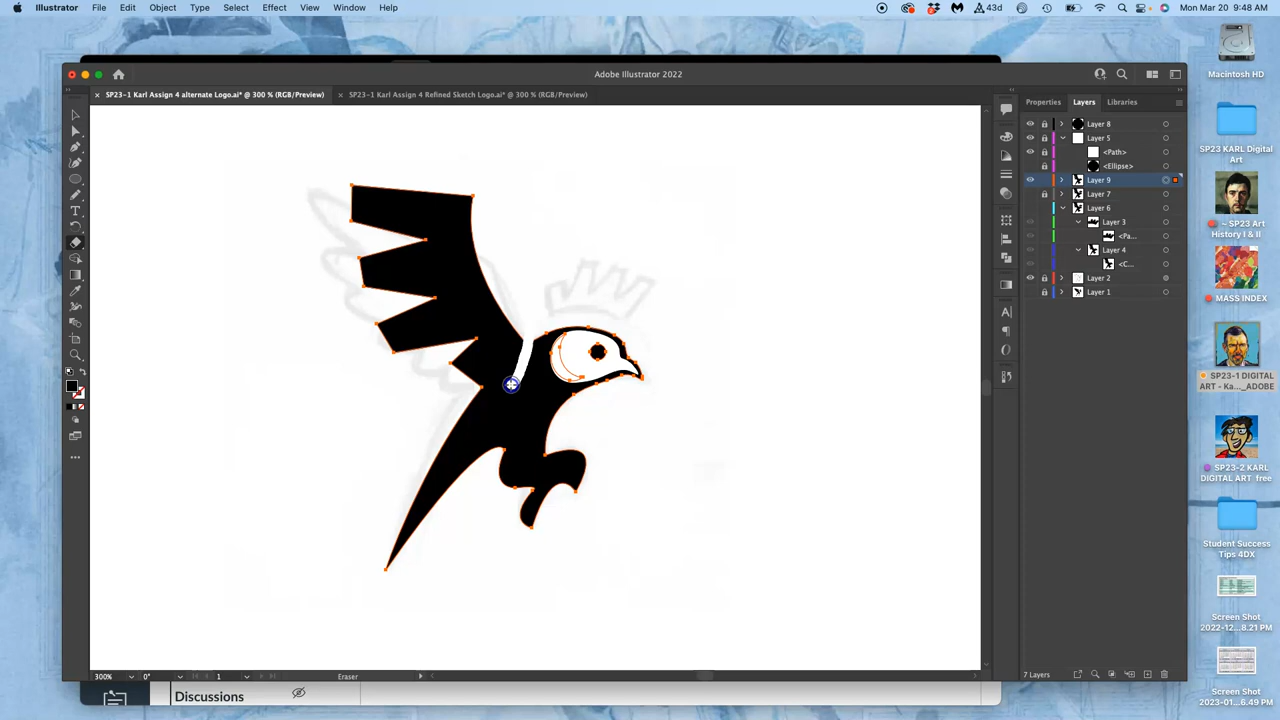 Illustrator File Edit Object Type Select Effect View Window Help
43d
Mon Mar 20 9:48 AM
Adobe Illustrator 2022
× SP23-1 Karl Assign 4 alternate Logo.ai* @ 300 % (RGB/Preview)
× SP23-1 Karl Assign 4 Refined Sketch Logo.ai* @ 300 % (RGB/Preview)
Properties Layers Libraries
Layer 8
Layer 5
<Path>
<Ellipse>
Layer 9
Layer 7
Layer 6
Layer 3
<Pa...
Layer 4
<C...
Layer 2
Layer 1
7 Layers
300% 0° 1 Eraser
Discussions
Macintosh HD
SP23 KARL Digital
Art
~ SP23 Art
History I & II
MASS INDEX
SP23-1 DIGITAL
ART - Ka..._ADOBE
SP23-2 KARL
DIGITAL ART free
Student Success
Tips 4DX
Screen Shot
2022-12...8.21 PM
Screen Shot
2023-01...6.49 PM